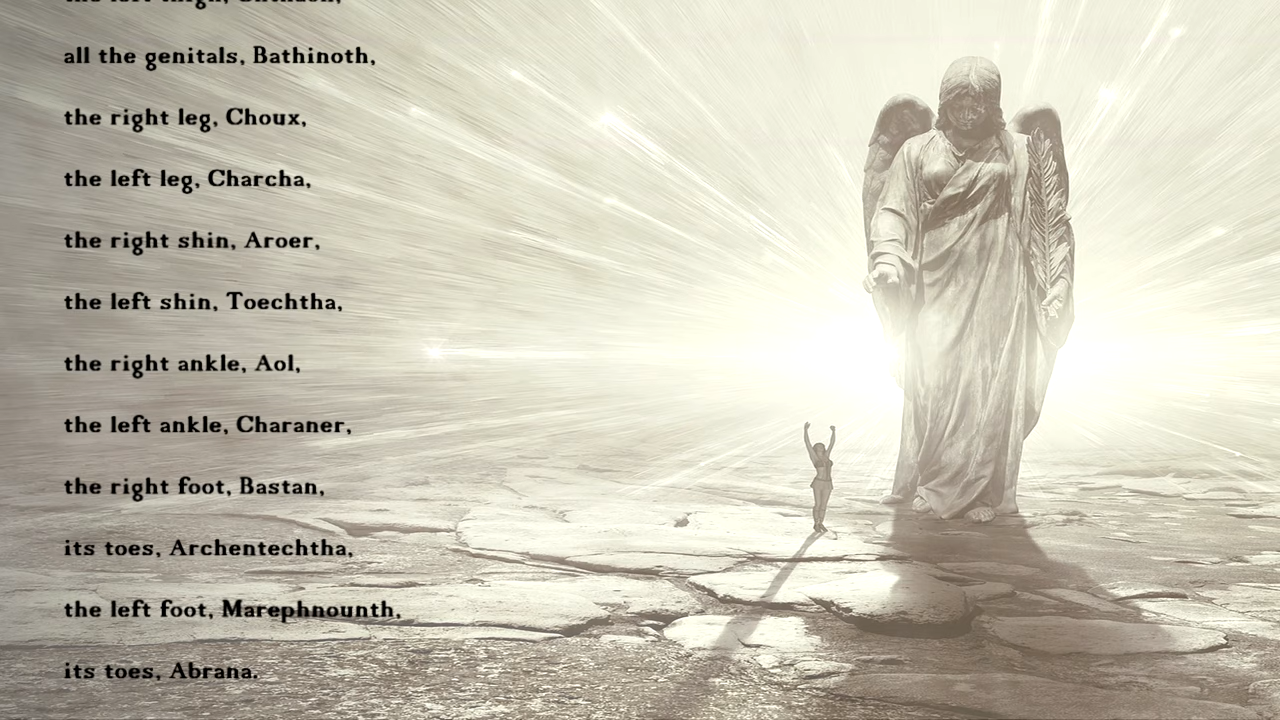 all the genitals, Bathinoth,
the right leg, Choux,
the left leg, Charcha,
the right shin, Aroer,
the left shin, Toechtha,
the right ankle, Aol,
the left ankle, Charaner,
the right foot, Bastan,
its toes, Archentechtha,
the left foot, Marephnounth,
its toes, Abrana.